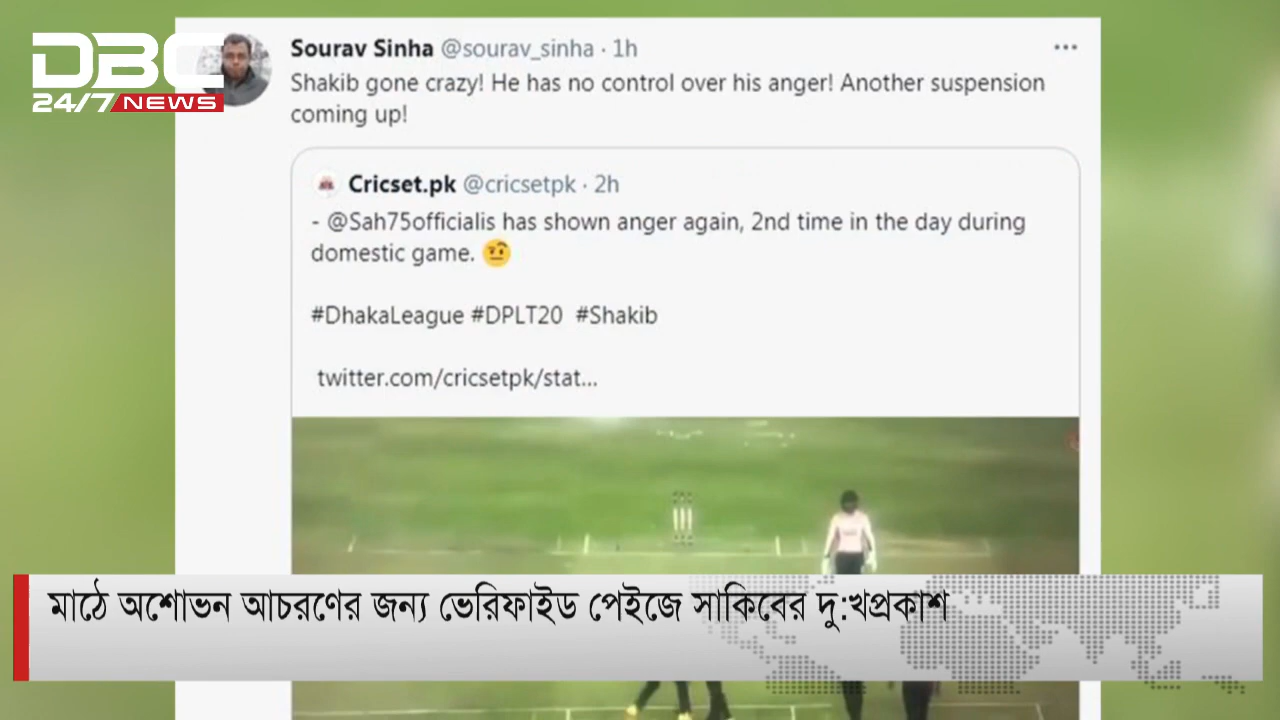 DBC
24/7 NEWS
Sourav Sinha @sourav_sinha · 1h
Shakib gone crazy! He has no control over his anger! Another suspension
coming up!
Cricset.pk @cricsetpk · 2h
- @Sah75officialis has shown anger again, 2nd time in the day during
domestic game. 🤨
#DhakaLeague #DPLT20 #Shakib
twitter.com/cricsetpk/stat...
মাঠে অশোভন আচরণের জন্য ভেরিফাইড পেইজে সাকিবের দু:খপ্রকাশ